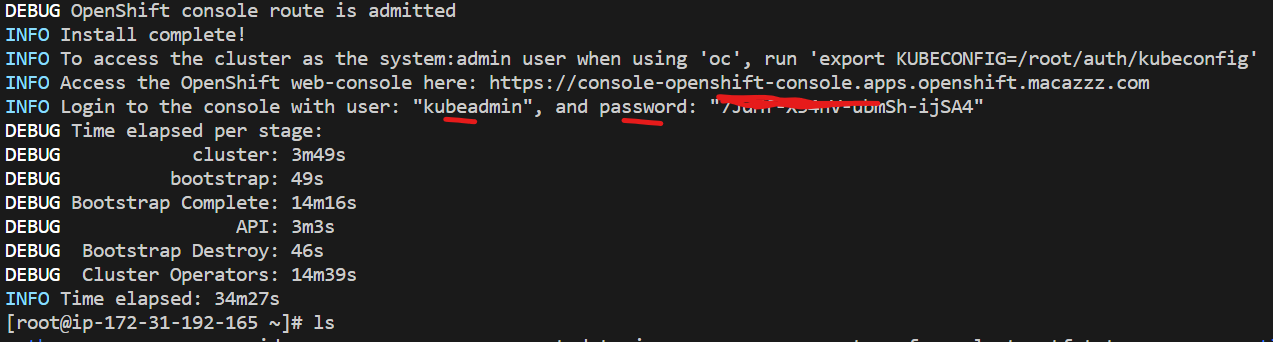 DEBUG OpenShift console route is admitted
INFO Install complete!
INFO To access the cluster as the system:admin user when using 'oc', run 'export KUBECONFIG=/root/auth/kubeconfig'
INFO Access the OpenShift web-console here: https://console-openshift-console.apps.openshift.macazzz.com
INFO Login to the console with user: "kubeadmin", and password:
DEBUG Time elapsed per stage:
DEBUG cluster: 3m49s
DEBUG bootstrap: 49s
DEBUG Bootstrap Complete: 14m16s
DEBUG API: 3m3s
DEBUG Bootstrap Destroy: 46s
DEBUG Cluster Operators: 14m39s
INFO Time elapsed: 34m27s
[root@ip-172-31-192-165 ~]# ls